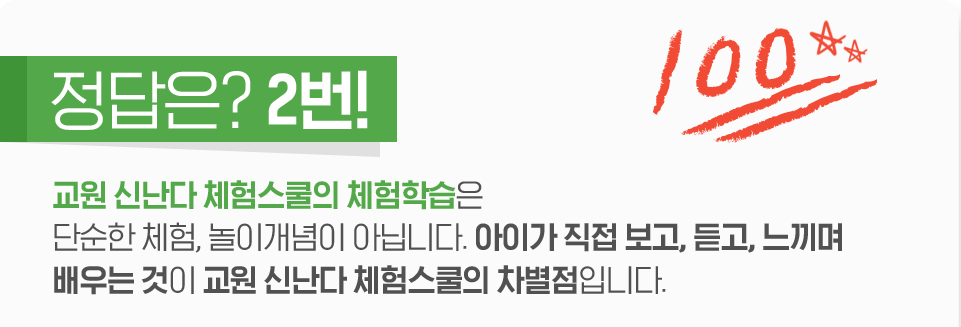 100
정답은? 2번!
교원 신난다 체험스쿨의 체험학습은
단순한 체험, 놀이개념이 아닙니다. 아이가 직접 보고, 듣고, 느끼며
배우는 것이 교원 신난다 체험스쿨의 차별점입니다.